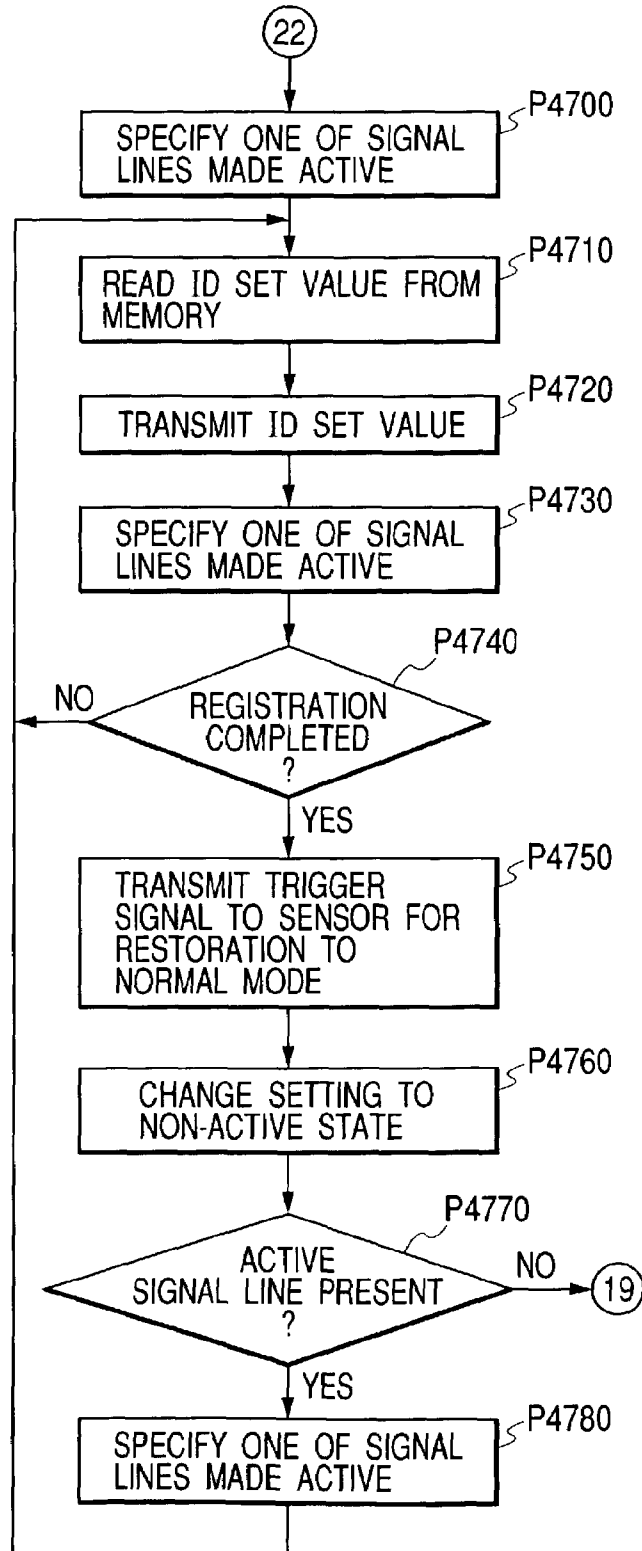 22
P4700
SPECIFY ONE OF SIGNAL
LINES MADE ACTIVE
P4710
READ ID SET VALUE FROM
MEMORY
P4720
TRANSMIT ID SET VALUE
P4730
SPECIFY ONE OF SIGNAL
LINES MADE ACTIVE
P4740
NO
REGISTRATION
COMPLETED
?
YES
P4750
TRANSMIT TRIGGER
SIGNAL TO SENSOR FOR
RESTORATION TO
NORMAL MODE
P4760
CHANGE SETTING TO
NON-ACTIVE STATE
P4770
ACTIVE
SIGNAL LINE PRESENT
?
NO
19
YES
P4780
SPECIFY ONE OF SIGNAL
LINES MADE ACTIVE